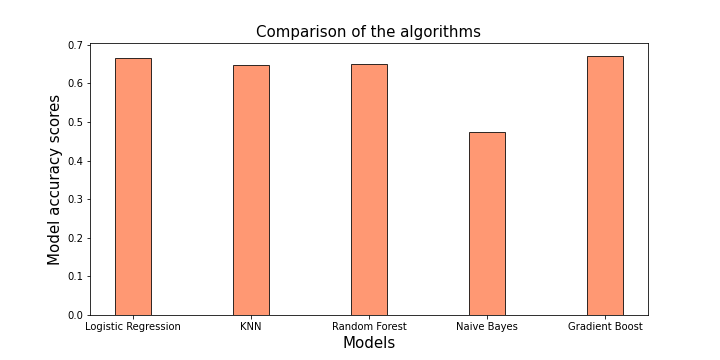 Comparison of the algorithms
Model accuracy scores
0.7
0.6
0.5
0.4
0.3
0.2
0.1
0.0
Logistic Regression
KNN
Random Forest
Naive Bayes
Gradient Boost
Models